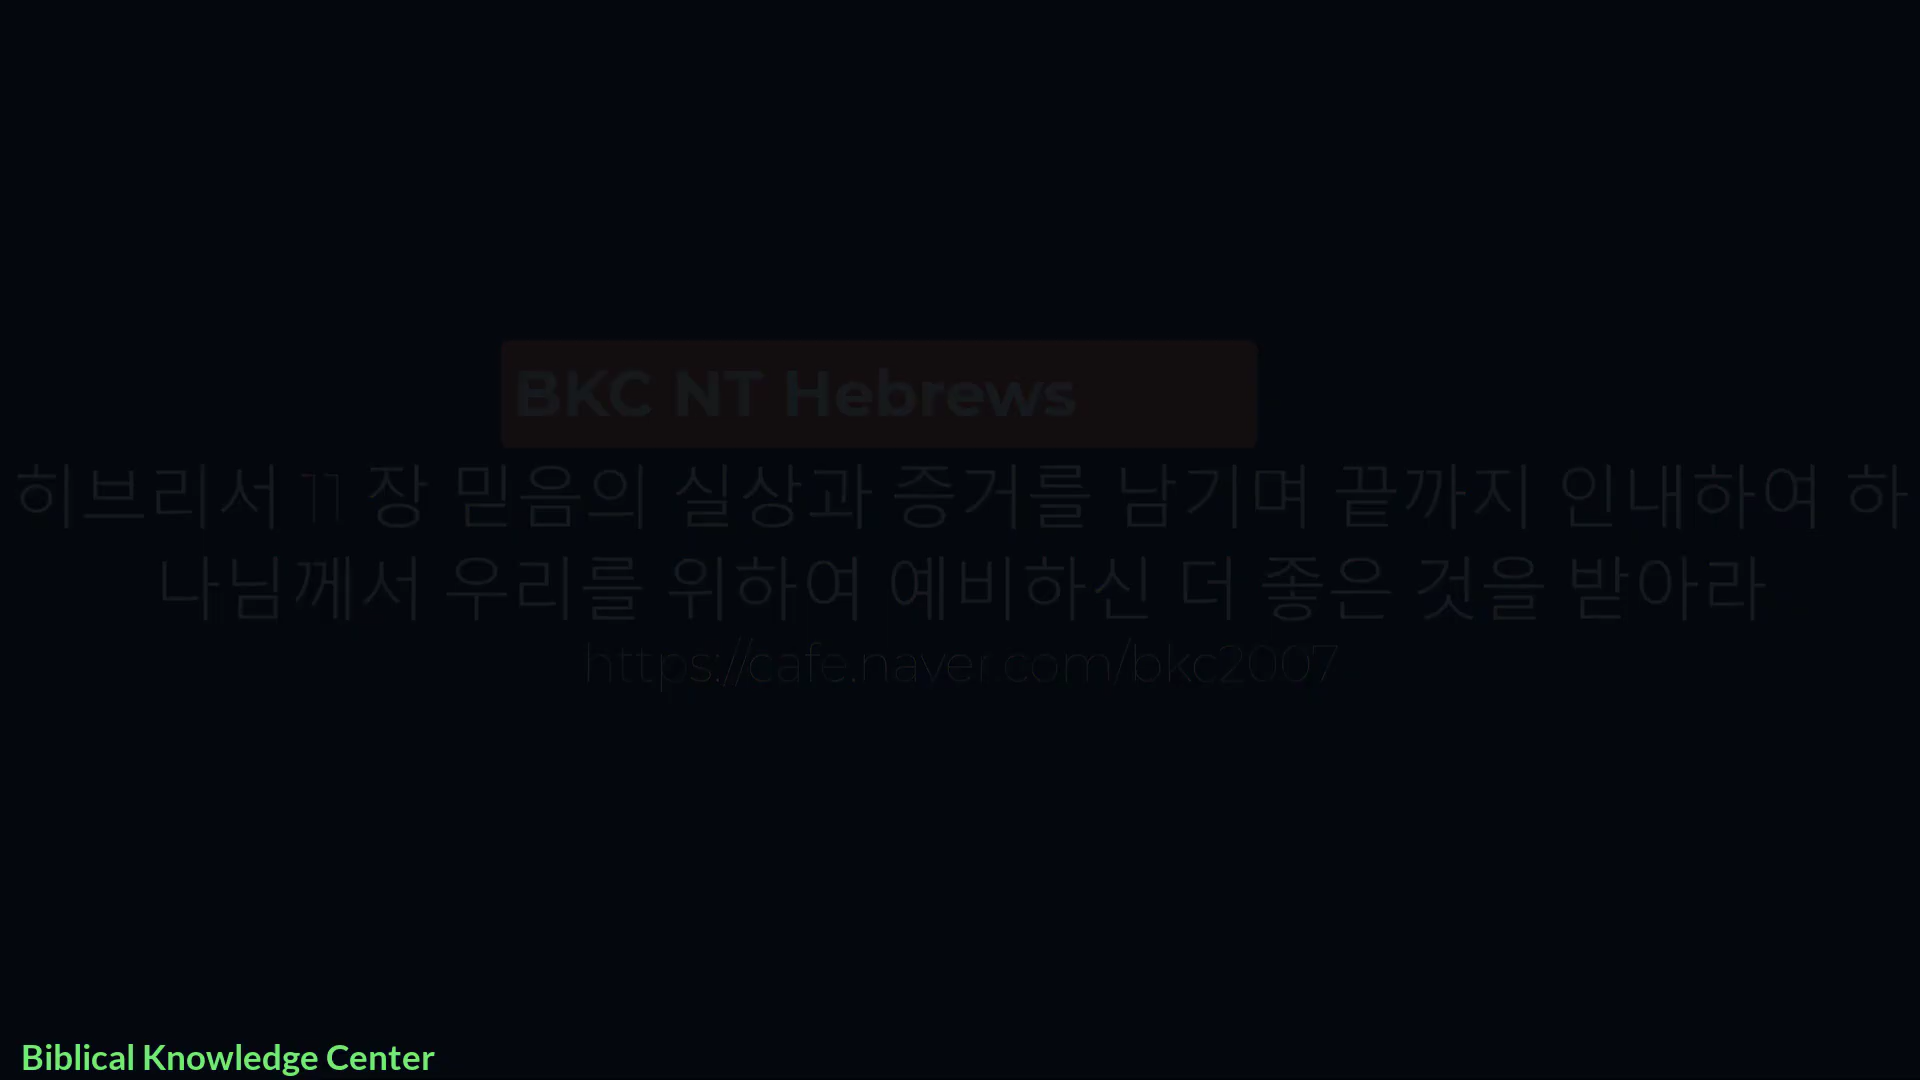 BKC NT Hebrews
히브리서 11 장 믿음의 실상과 증거를 남기며 끝까지 인내하여 하
나님께서 우리를 위하여 예비하신 더 좋은 것을 받아라
https://cafe.naver.com/bkc2007
Biblical Knowledge Center